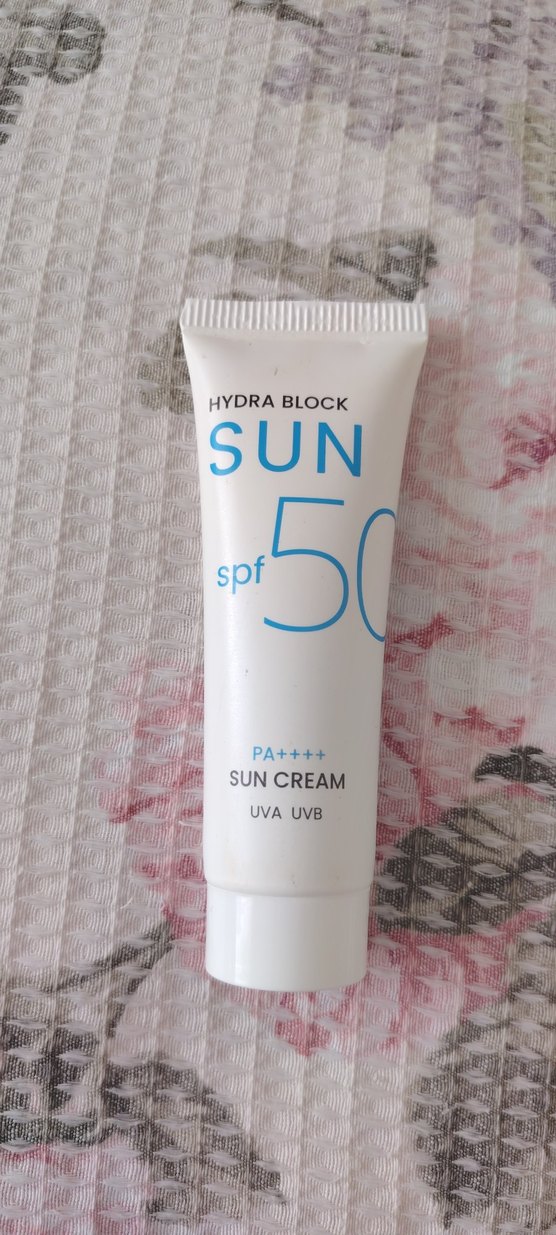 HYDRA BLOCK
SUN
spf 50
PA++++
SUN CREAM
UVA UVB